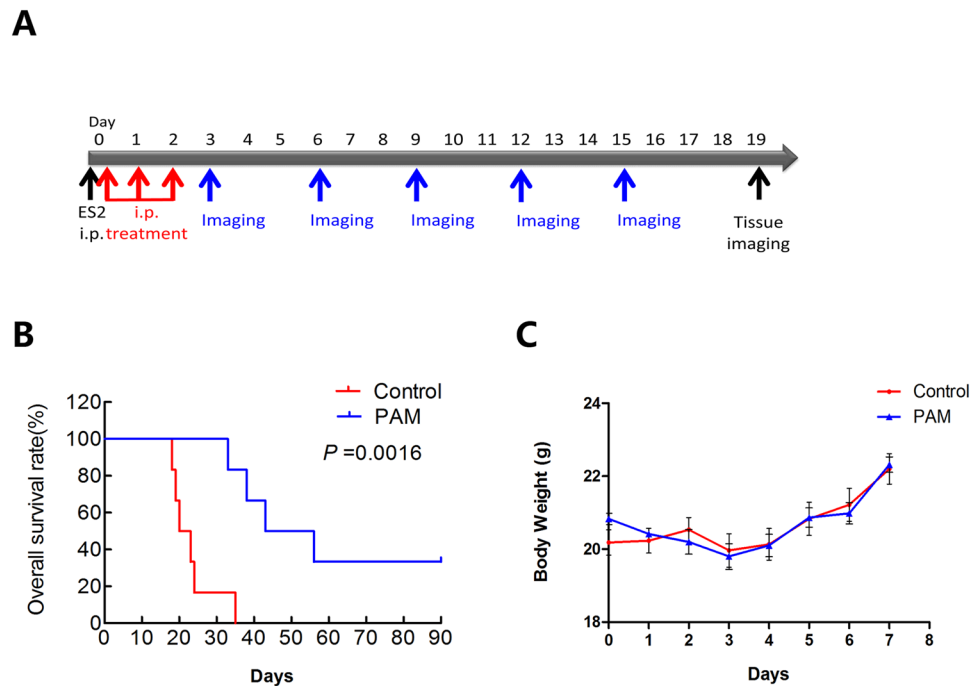 A
Day
0 1 2 3 4 5 6 7 8 9 10 11 12 13 14 15 16 17 18 19
ES2
i.p.
i.p.
treatment
Imaging
Imaging
Imaging
Imaging
Imaging
Tissue
imaging
B
Control
PAM
P =0.0016
Overall survival rate(%)
120
100
80
60
40
20
0
0 10 20 30 40 50 60 70 80 90
Days
C
Control
PAM
Body Weight (g)
24
22
20
18
0 1 2 3 4 5 6 7 8
Days